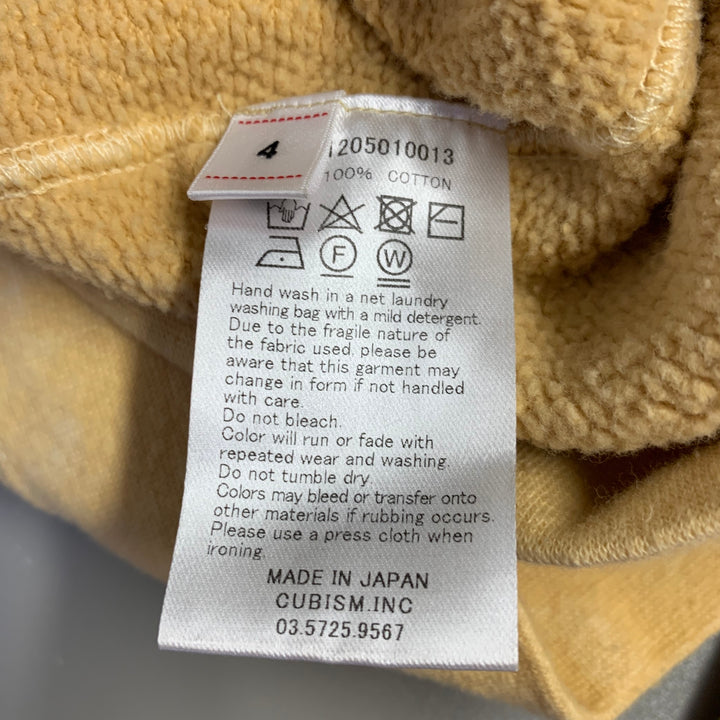 4
1205010013
100% COTTON
F
W
Hand wash in a net laundry
washing bag with a mild detergent.
Due to the fragile nature of
the fabric used, please be
aware that this garment may
change in form if not handled
with care.
Do not bleach.
Color will run or fade with
repeated wear and washing.
Do not tumble dry.
Colors may bleed or transfer onto
other materials if rubbing occurs.
Please use a press cloth when
ironing.
MADE IN JAPAN
CUBISM.INC
03.5725.9567